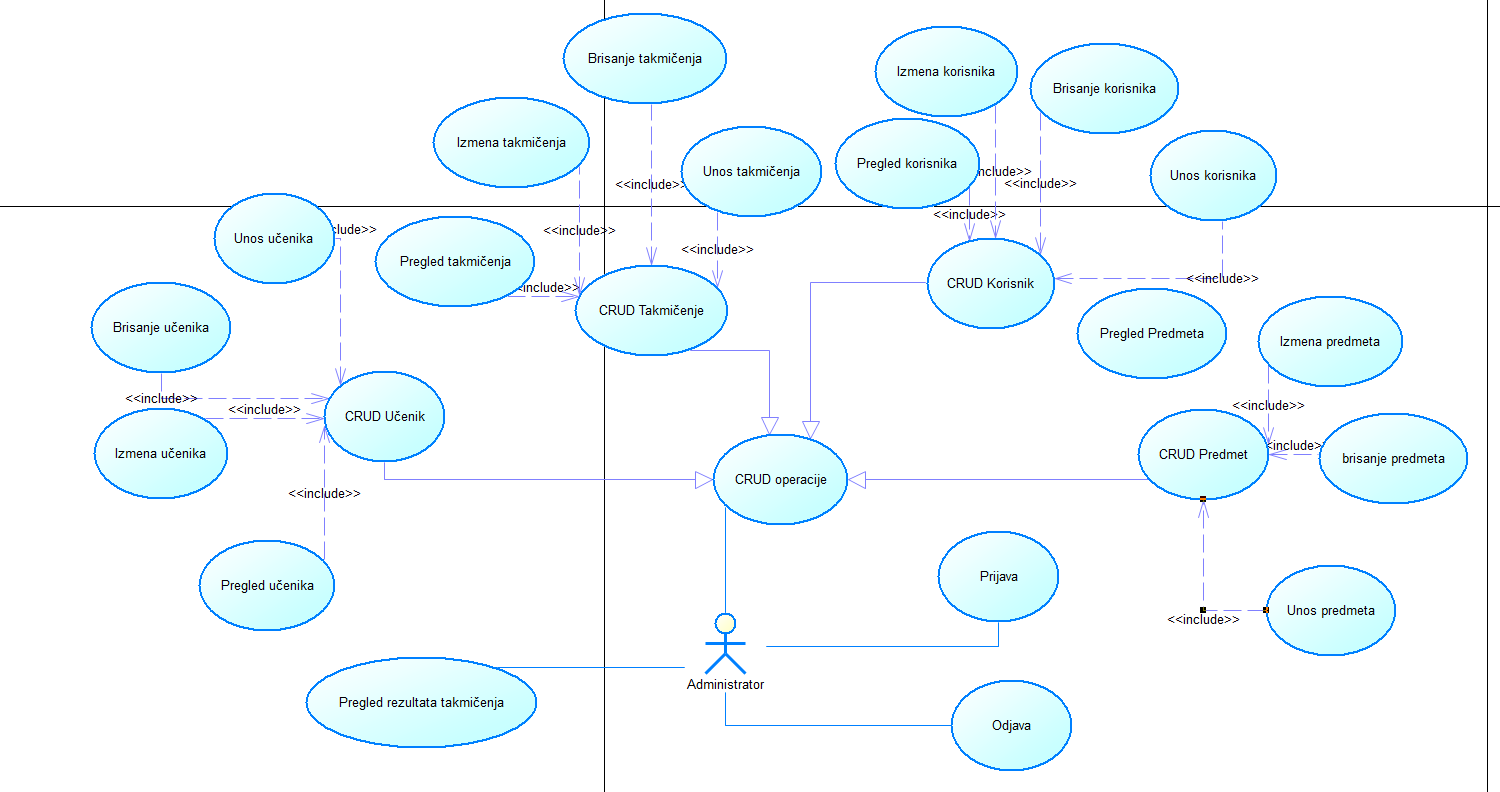 Brisanje takmičenja
Izmena korisnika
Brisanje korisnika
Izmena takmičenja
Unos takmičenja
Pregled korisnika
Unos korisnika
<<include>>
include>>
<<include>>
<<include>>
Unos učenika
clude>>
<<include>>
<<include>>
Pregled takmičenja
<<include>>
include>>
CRUD Takmičenje
CRUD Korisnik
Brisanje učenika
Pregled Predmeta
Izmena predmeta
<<include>>
<<include>>
CRUD Učenik
<<include>>
Izmena učenika
CRUD Predmet
<include>
brisanje predmeta
CRUD operacije
<<include>>
Pregled učenika
Prijava
Unos predmeta
<<include>>
Administrator
Pregled rezultata takmičenja
Odjava